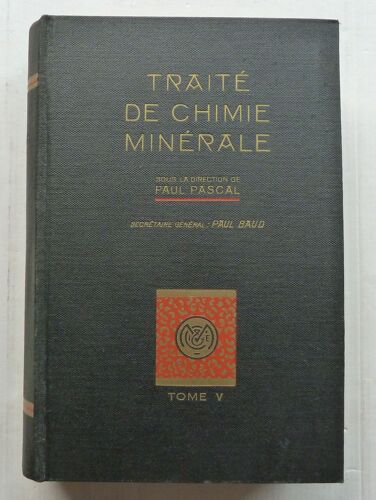 TRAITÉ
DE CHIMIE
MINÉRALE
SOUS LA DIRECTION DE
PAUL PASCAL
SECRÉTAIRE GÉNÉRAL : PAUL BAUD
TOME V